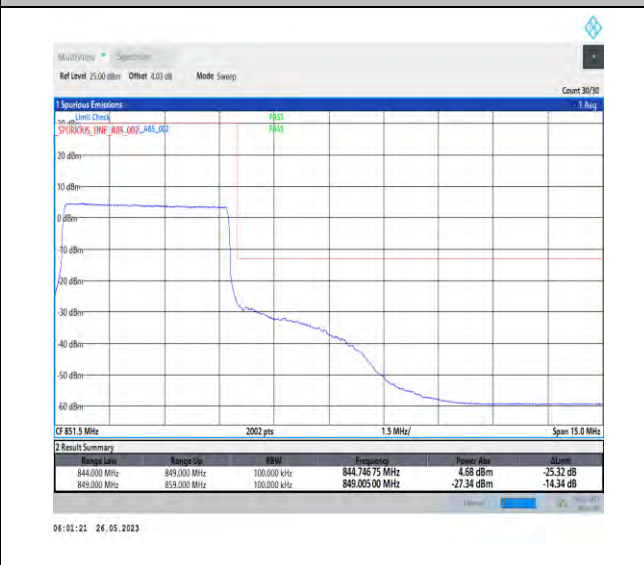 MultiView Spectrum
Ref Level 25.00 dBm Offset 4.03 dB Mode Sweep
Count 30/30
1 Spurious Emissions 1 Avg
Limit Check PASS
SPURIOUS_LINE_ABS_002 _ABS_002 PASS
20 dBm
10 dBm
0 dBm
-10 dBm
-20 dBm
-30 dBm
-40 dBm
-50 dBm
-60 dBm
CF 851.5 MHz 2002 pts 1.5 MHz/ Span 15.0 MHz
2 Result Summary
Range Low Range Up RBW Frequency Power Abs ΔLimit
844.000 MHz 849.000 MHz 100.000 kHz 844.74675 MHz 4.68 dBm -25.32 dB
849.000 MHz 859.000 MHz 100.000 kHz 849.00500 MHz -27.34 dBm -14.34 dB
06:01:21 26.05.2023